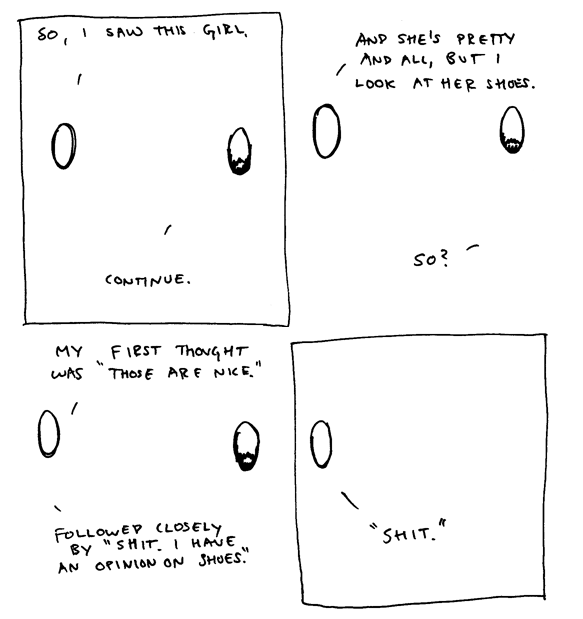 SO, I SAW THIS GIRL.
CONTINUE.
AND SHE'S PRETTY
AND ALL, BUT I
LOOK AT HER SHOES.
SO?
MY FIRST THOUGHT
WAS "THOSE ARE NICE."
FOLLOWED CLOSELY
BY "SHIT. I HAVE
AN OPINION ON SHOES."
"SHIT."